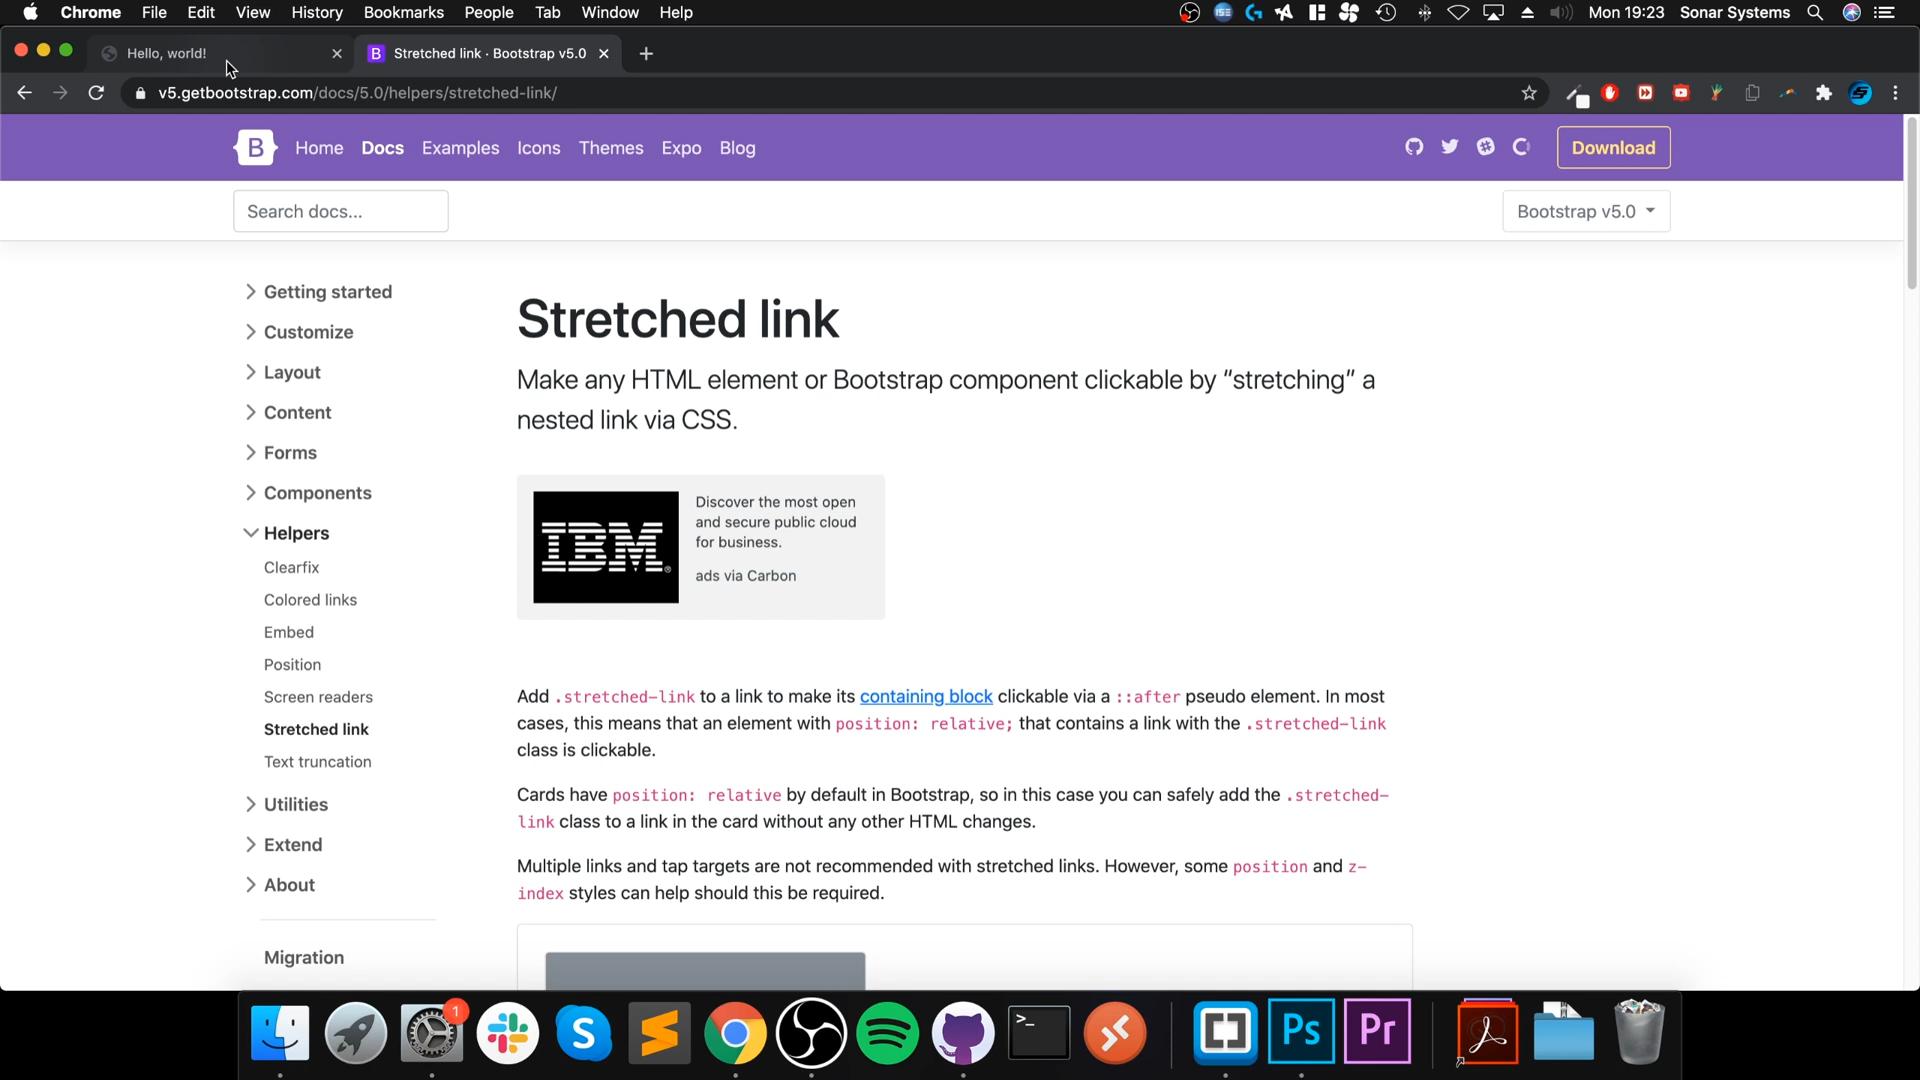 Chrome File Edit View History Bookmarks People Tab Window Help Mon 19:23 Sonar Systems
Hello, world! Stretched link · Bootstrap v5.0
v5.getbootstrap.com/docs/5.0/helpers/stretched-link/
B Home Docs Examples Icons Themes Expo Blog Download
Search docs... Bootstrap v5.0
Getting started
Customize
Layout
Content
Forms
Components
Helpers
Clearfix
Colored links
Embed
Position
Screen readers
Stretched link
Text truncation
Utilities
Extend
About
Migration
Stretched link
Make any HTML element or Bootstrap component clickable by “stretching” a
nested link via CSS.
IBM®
Discover the most open
and secure public cloud
for business.
ads via Carbon
Add .stretched-link to a link to make its containing block clickable via a ::after pseudo element. In most
cases, this means that an element with position: relative; that contains a link with the .stretched-link
class is clickable.
Cards have position: relative by default in Bootstrap, so in this case you can safely add the .stretched-
link class to a link in the card without any other HTML changes.
Multiple links and tap targets are not recommended with stretched links. However, some position and z-
index styles can help should this be required.
1
S
>_
Ps Pr